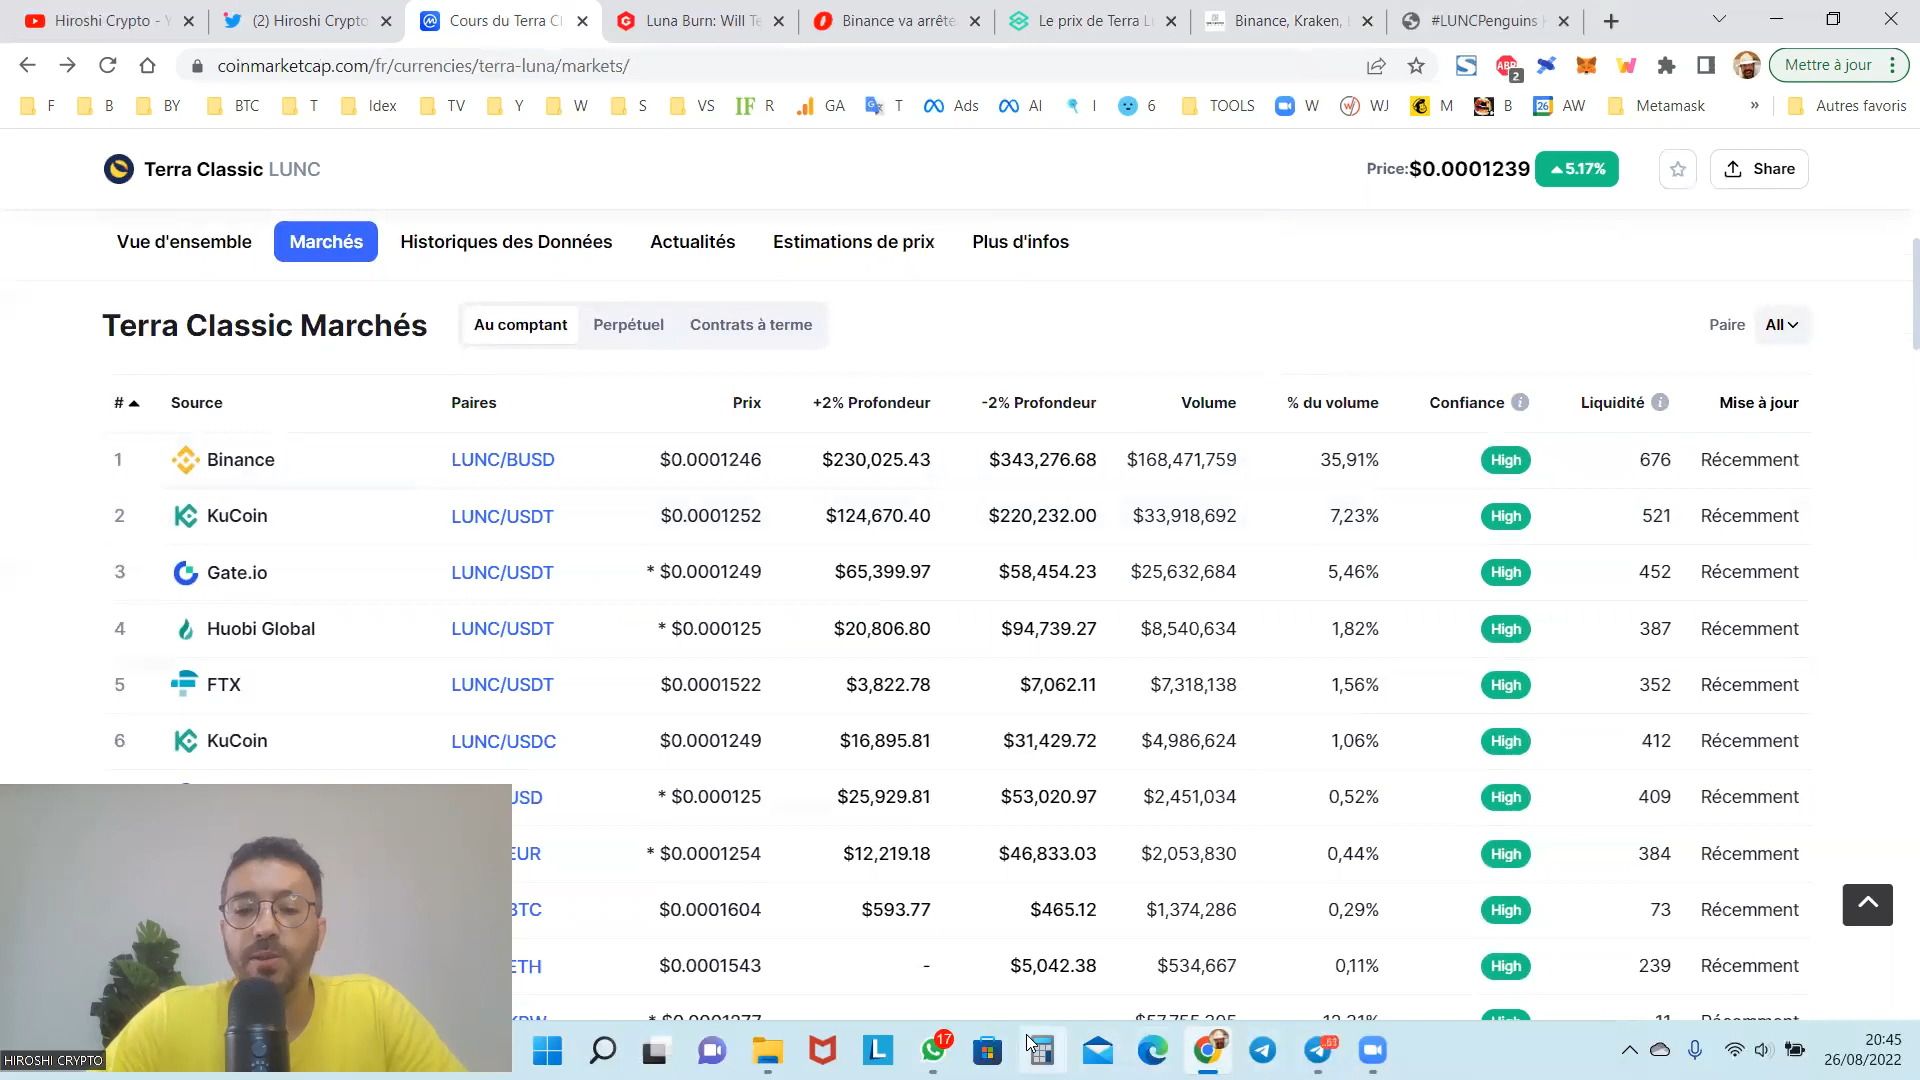 Hiroshi Crypto - Y
(2) Hiroshi Crypto
Cours du Terra Cl
Luna Burn: Will Te
Binance va arrête
Le prix de Terra L
Binance, Kraken,
#LUNCPenguins
coinmarketcap.com/fr/currencies/terra-luna/markets/
ABP
2
Mettre à jour
F B BY BTC T Idex TV Y W S VS IF R GA T Ads AI I 6 TOOLS W WJ M B 26 AW Metamask » Autres favoris
Terra Classic LUNC
Price:$0.0001239 5.17% Share
Vue d'ensemble Marchés Historiques des Données Actualités Estimations de prix Plus d'infos
Terra Classic Marchés Au comptant Perpétuel Contrats à terme Paire All
# Source Paires Prix +2% Profondeur -2% Profondeur Volume % du volume Confiance Liquidité Mise à jour
1 Binance LUNC/BUSD $0.0001246 $230,025.43 $343,276.68 $168,471,759 35,91% High 676 Récemment
2 KuCoin LUNC/USDT $0.0001252 $124,670.40 $220,232.00 $33,918,692 7,23% High 521 Récemment
3 Gate.io LUNC/USDT * $0.0001249 $65,399.97 $58,454.23 $25,632,684 5,46% High 452 Récemment
4 Huobi Global LUNC/USDT * $0.000125 $20,806.80 $94,739.27 $8,540,634 1,82% High 387 Récemment
5 FTX LUNC/USDT $0.0001522 $3,822.78 $7,062.11 $7,318,138 1,56% High 352 Récemment
6 KuCoin LUNC/USDC $0.0001249 $16,895.81 $31,429.72 $4,986,624 1,06% High 412 Récemment
USD * $0.000125 $25,929.81 $53,020.97 $2,451,034 0,52% High 409 Récemment
EUR * $0.0001254 $12,219.18 $46,833.03 $2,053,830 0,44% High 384 Récemment
BTC $0.0001604 $593.77 $465.12 $1,374,286 0,29% High 73 Récemment
ETH $0.0001543 - $5,042.38 $534,667 0,11% High 239 Récemment
HIROSHI CRYPTO
17
L
63
20:45
26/08/2022